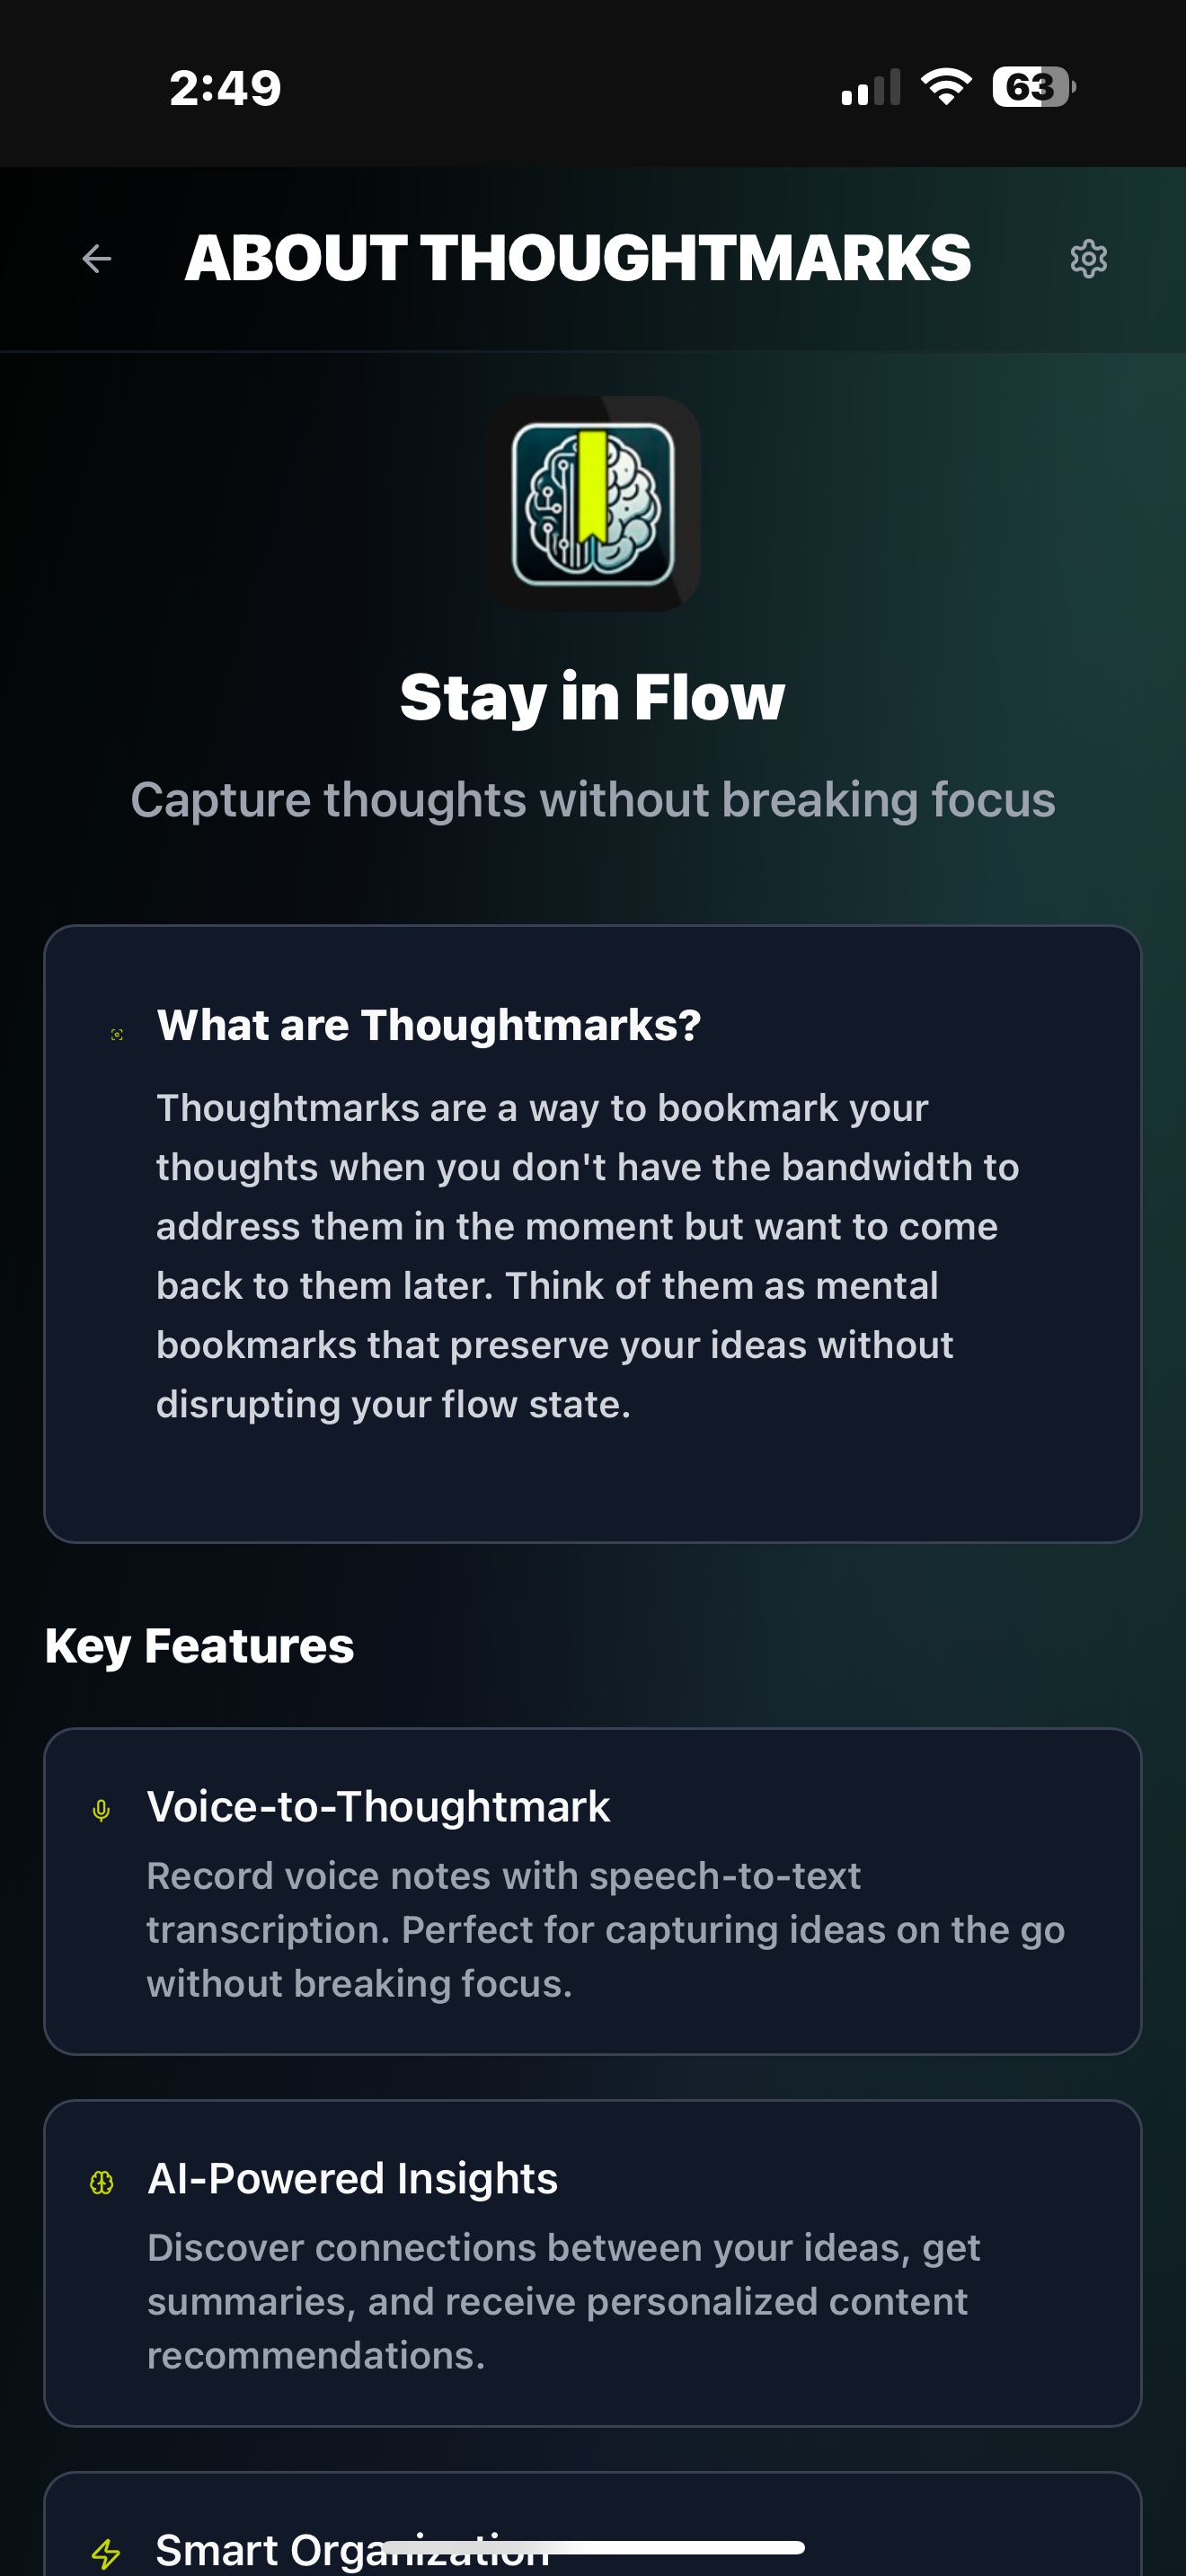 2:49
63
ABOUT THOUGHTMARKS
Stay in Flow
Capture thoughts without breaking focus
What are Thoughtmarks?
Thoughtmarks are a way to bookmark your
thoughts when you don't have the bandwidth to
address them in the moment but want to come
back to them later. Think of them as mental
bookmarks that preserve your ideas without
disrupting your flow state.
Key Features
Voice-to-Thoughtmark
Record voice notes with speech-to-text
transcription. Perfect for capturing ideas on the go
without breaking focus.
AI-Powered Insights
Discover connections between your ideas, get
summaries, and receive personalized content
recommendations.
Smart Organization